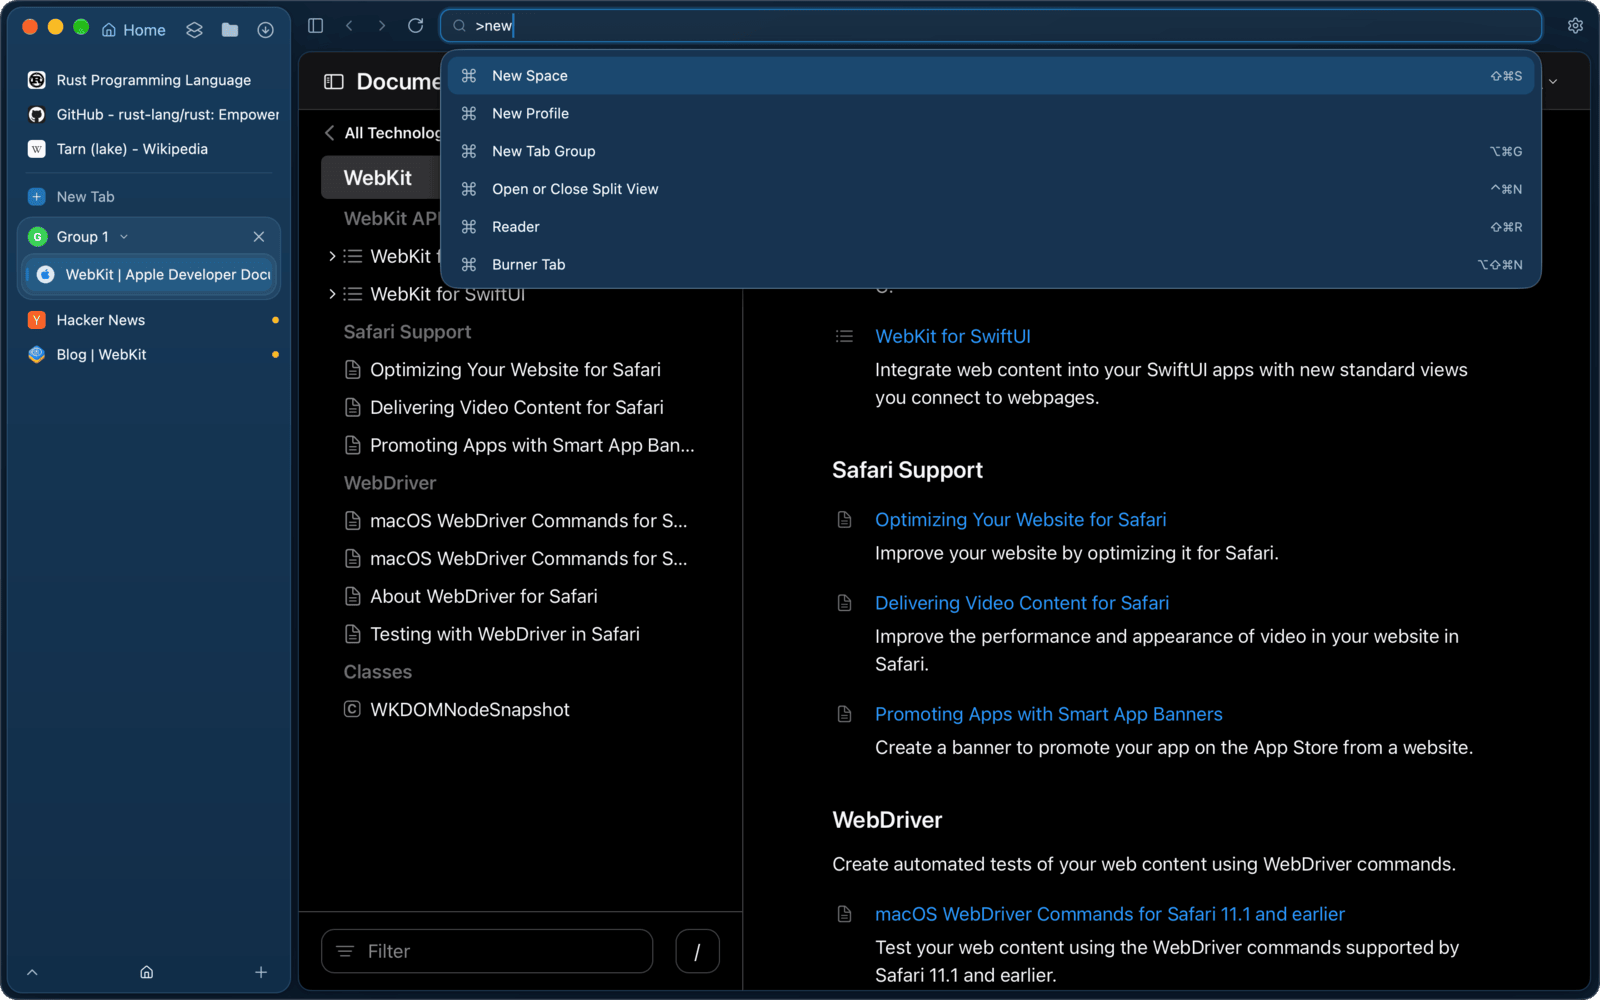 Home
>new
Rust Programming Language
GitHub - rust-lang/rust: Empower
Tarn (lake) - Wikipedia
New Tab
G Group 1
WebKit | Apple Developer Docu
Hacker News
Blog | WebKit
New Space ⇧⌘S
New Profile
New Tab Group ⌥⌘G
Open or Close Split View ^⌘N
Reader ⇧⌘R
Burner Tab ⌥⇧⌘N
Docume
All Technolog
WebKit
WebKit API
WebKit f
WebKit for SwiftUI
Safari Support
Optimizing Your Website for Safari
Delivering Video Content for Safari
Promoting Apps with Smart App Ban...
WebDriver
macOS WebDriver Commands for S...
macOS WebDriver Commands for S...
About WebDriver for Safari
Testing with WebDriver in Safari
Classes
C WKDOMNodeSnapshot
Filter /
WebKit for SwiftUI
Integrate web content into your SwiftUI apps with new standard views
you connect to webpages.
Safari Support
Optimizing Your Website for Safari
Improve your website by optimizing it for Safari.
Delivering Video Content for Safari
Improve the performance and appearance of video in your website in
Safari.
Promoting Apps with Smart App Banners
Create a banner to promote your app on the App Store from a website.
WebDriver
Create automated tests of your web content using WebDriver commands.
macOS WebDriver Commands for Safari 11.1 and earlier
Test your web content using the WebDriver commands supported by
Safari 11.1 and earlier.